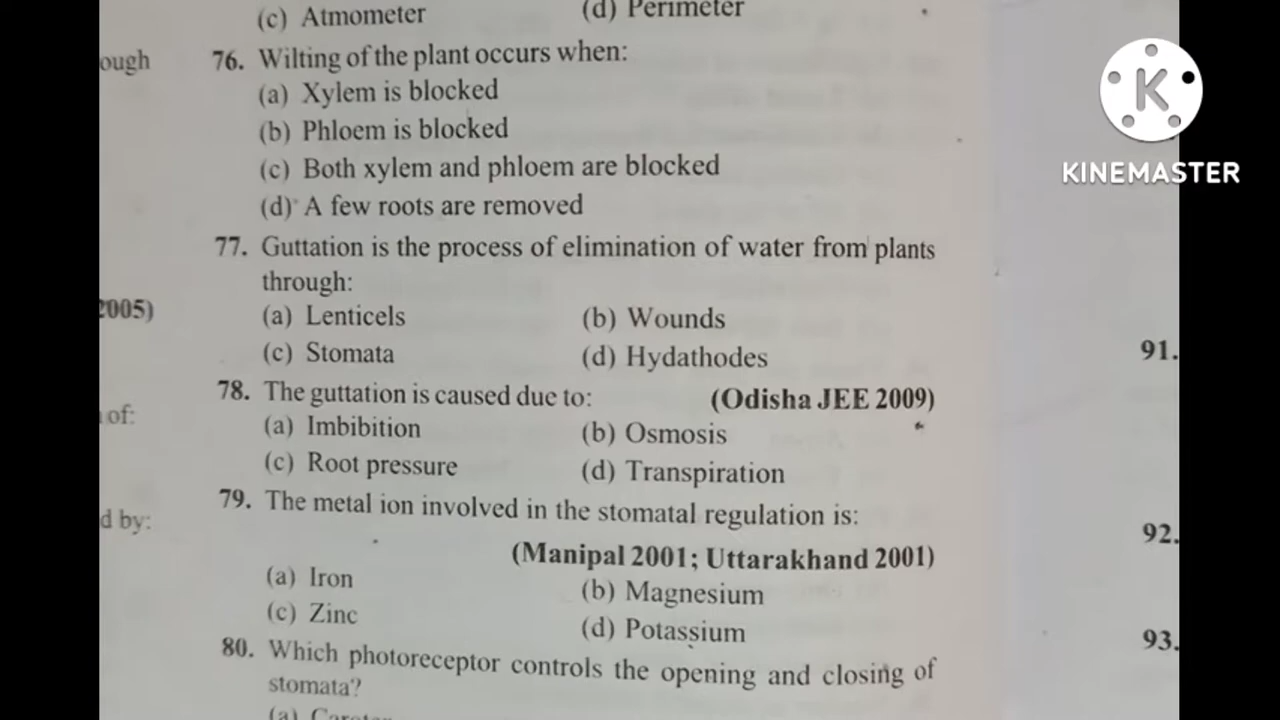 (c) Atmometer (d) Perimeter
ough
76. Wilting of the plant occurs when:
(a) Xylem is blocked
(b) Phloem is blocked
(c) Both xylem and phloem are blocked
(d) A few roots are removed
77. Guttation is the process of elimination of water from plants
through:
2005)
(a) Lenticels (b) Wounds
(c) Stomata (d) Hydathodes
78. The guttation is caused due to: (Odisha JEE 2009)
of:
(a) Imbibition (b) Osmosis
(c) Root pressure (d) Transpiration
79. The metal ion involved in the stomatal regulation is:
d by:
(Manipal 2001; Uttarakhand 2001)
(a) Iron (b) Magnesium
(c) Zinc (d) Potassium
80. Which photoreceptor controls the opening and closing of
stomata?
(a)
91.
92.
93.
K
KINEMASTER